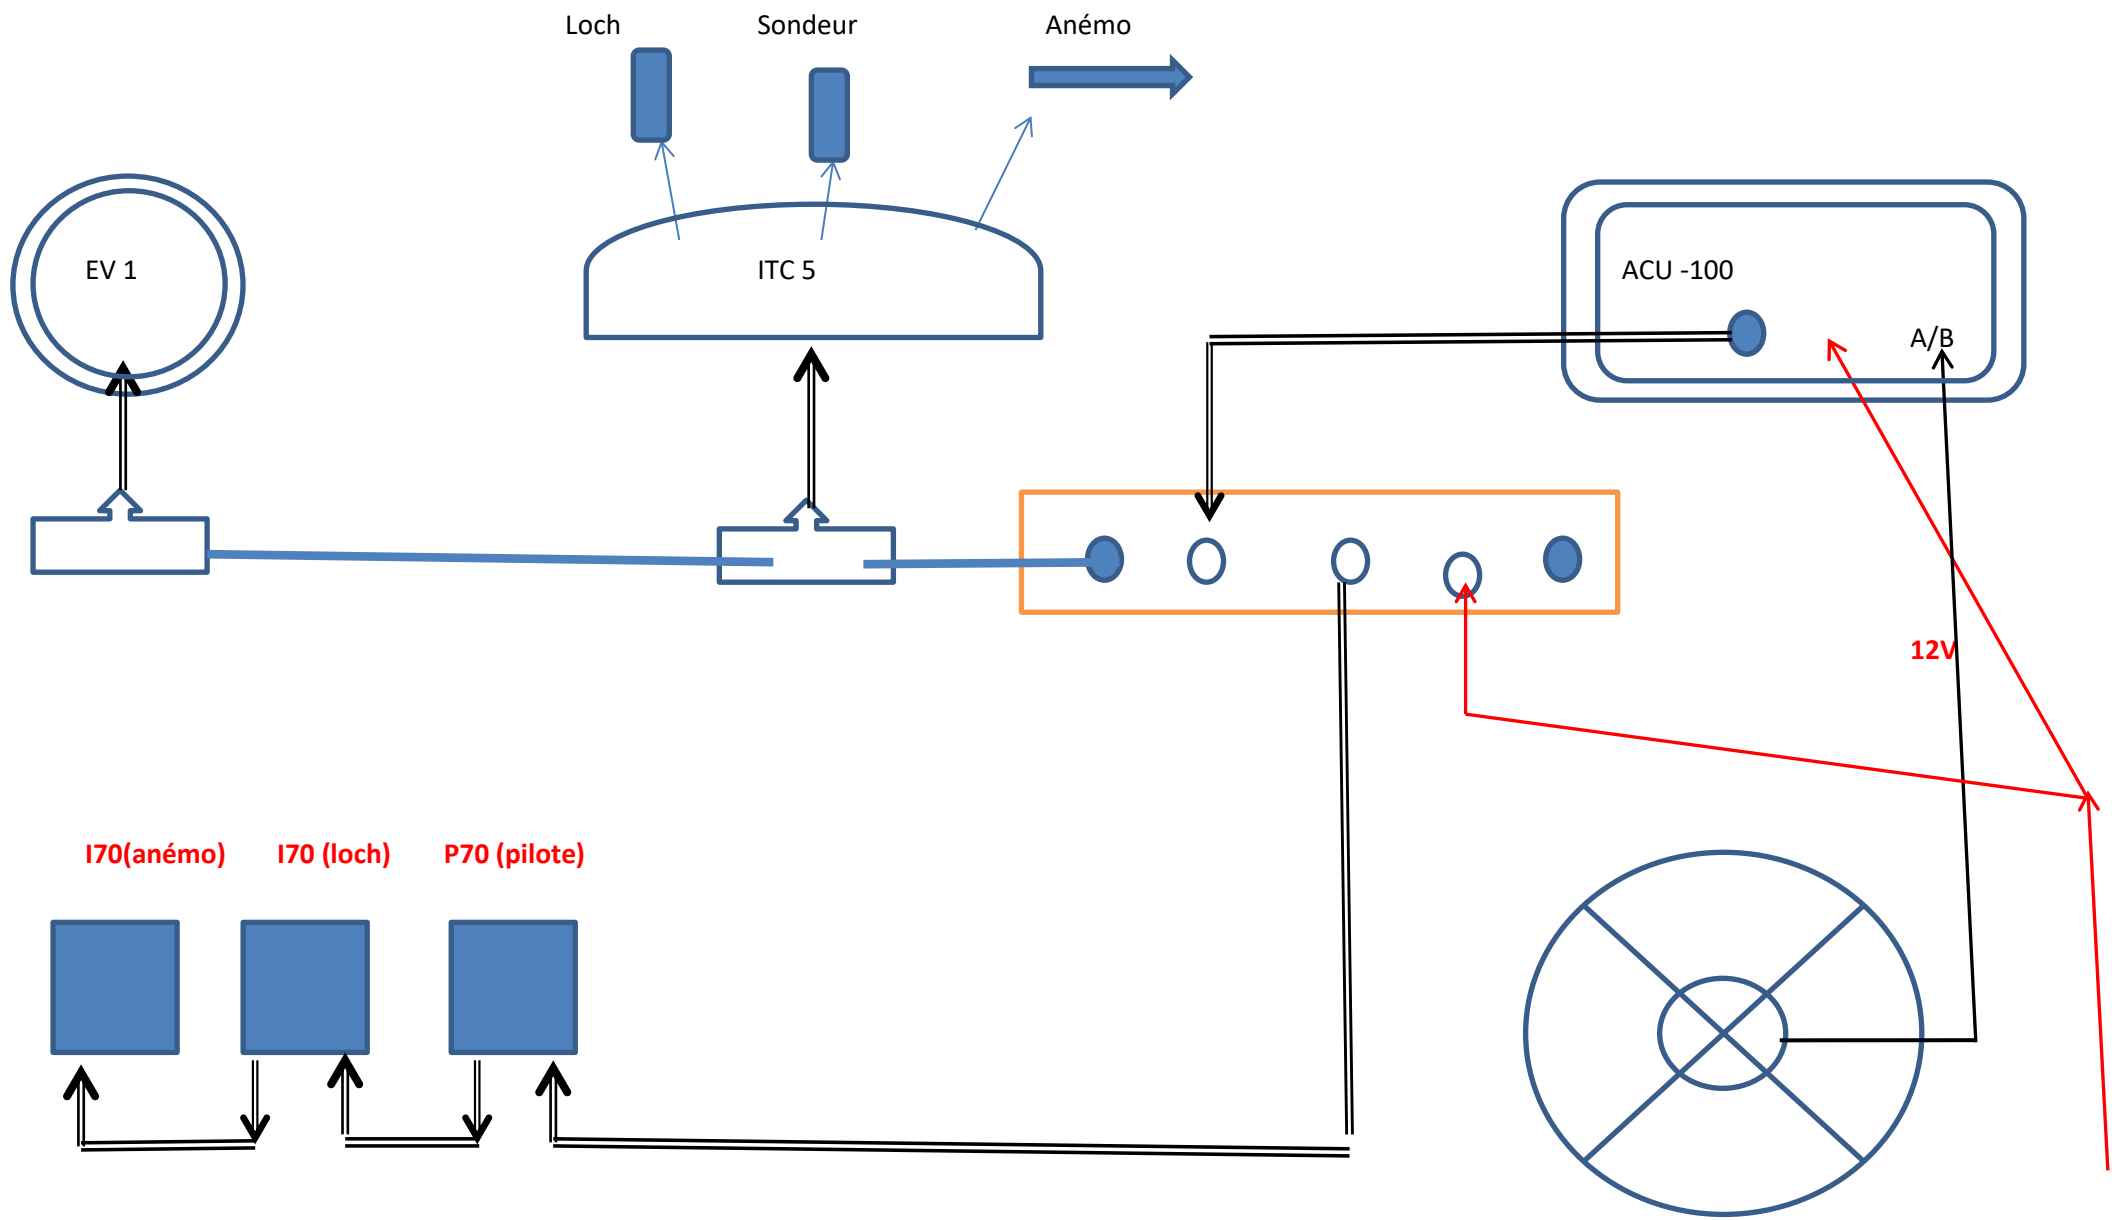 Loch
Sondeur
Anémo
EV 1
ITC 5
ACU -100
A/B
12V
I70(anémo)
I70 (loch)
P70 (pilote)